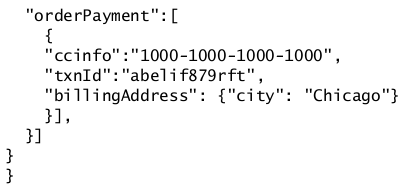 "orderPayment":[
{
"ccinfo":"1000-1000-1000-1000",
"txnId":"abelif879rft",
"billingAddress": {"city": "Chicago"}
}],
}]
}
}